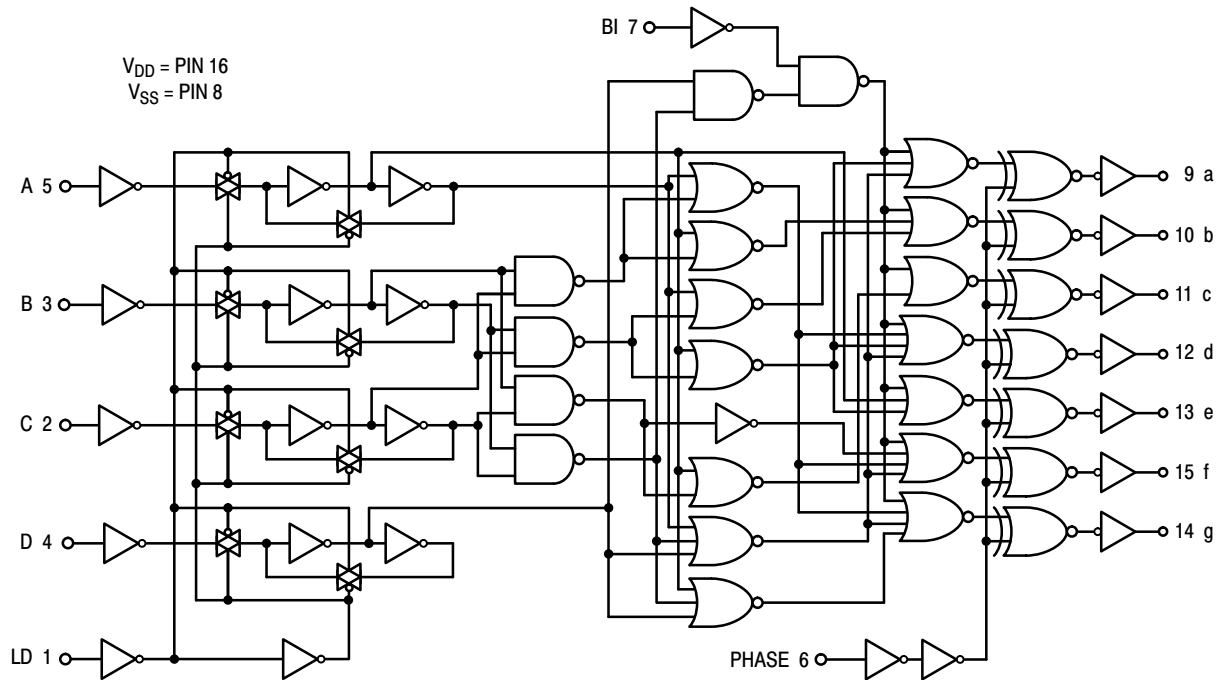 BI 7
VDD = PIN 16
VSS = PIN 8
A 5
9 a
10 b
B 3
11 c
12 d
13 e
C 2
15 f
14 g
D 4
LD 1
PHASE 6